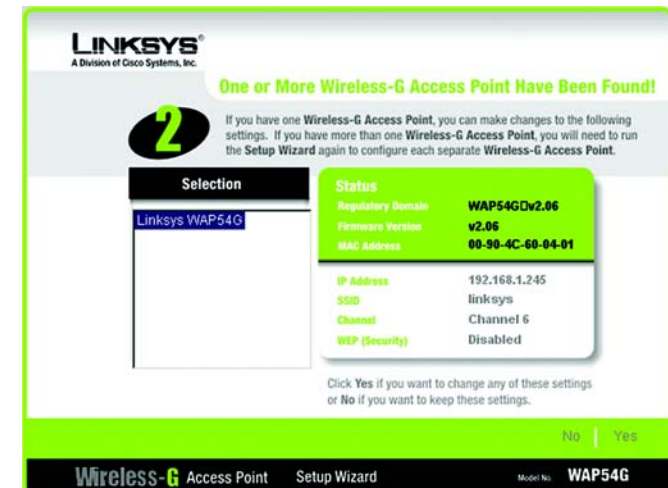 LINKSYS®
A Division of Cisco Systems, Inc.
One or More Wireless-G Access Point Have Been Found!
2
If you have one Wireless-G Access Point, you can make changes to the following
settings. If you have more than one Wireless-G Access Point, you will need to run
the Setup Wizard again to configure each separate Wireless-G Access Point.
Selection
Linksys WAP54G
Status
Regulatory Domain WAP54G□v2.06
Firmware Version v2.06
MAC Address 00-90-4C-60-04-01
IP Address 192.168.1.245
SSID linksys
Channel Channel 6
WEP (Security) Disabled
Click Yes if you want to change any of these settings
or No if you want to keep these settings.
No | Yes
Wireless-G Access Point Setup Wizard Model No. WAP54G